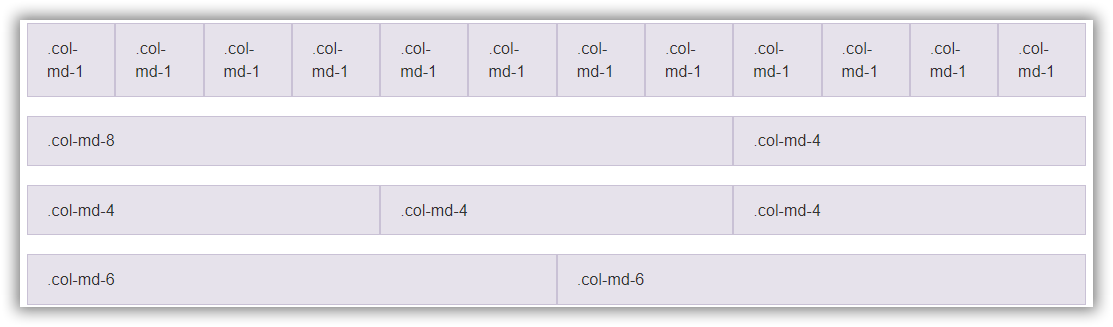 .col- .col- .col- .col- .col- .col- .col- .col- .col- .col- .col- .col-
md-1 md-1 md-1 md-1 md-1 md-1 md-1 md-1 md-1 md-1 md-1 md-1
.col-md-8 .col-md-4
.col-md-4 .col-md-4 .col-md-4
.col-md-6 .col-md-6